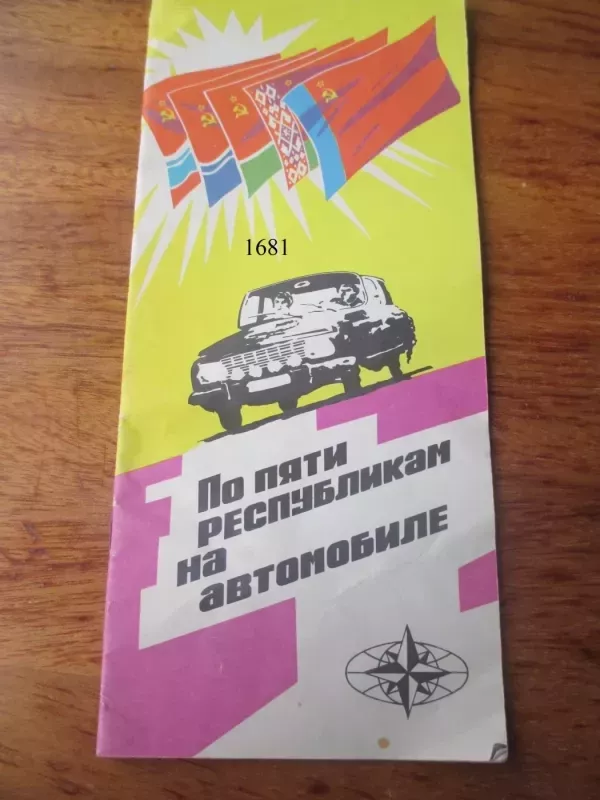 1681
По пяти
республикам
на
автомобиле